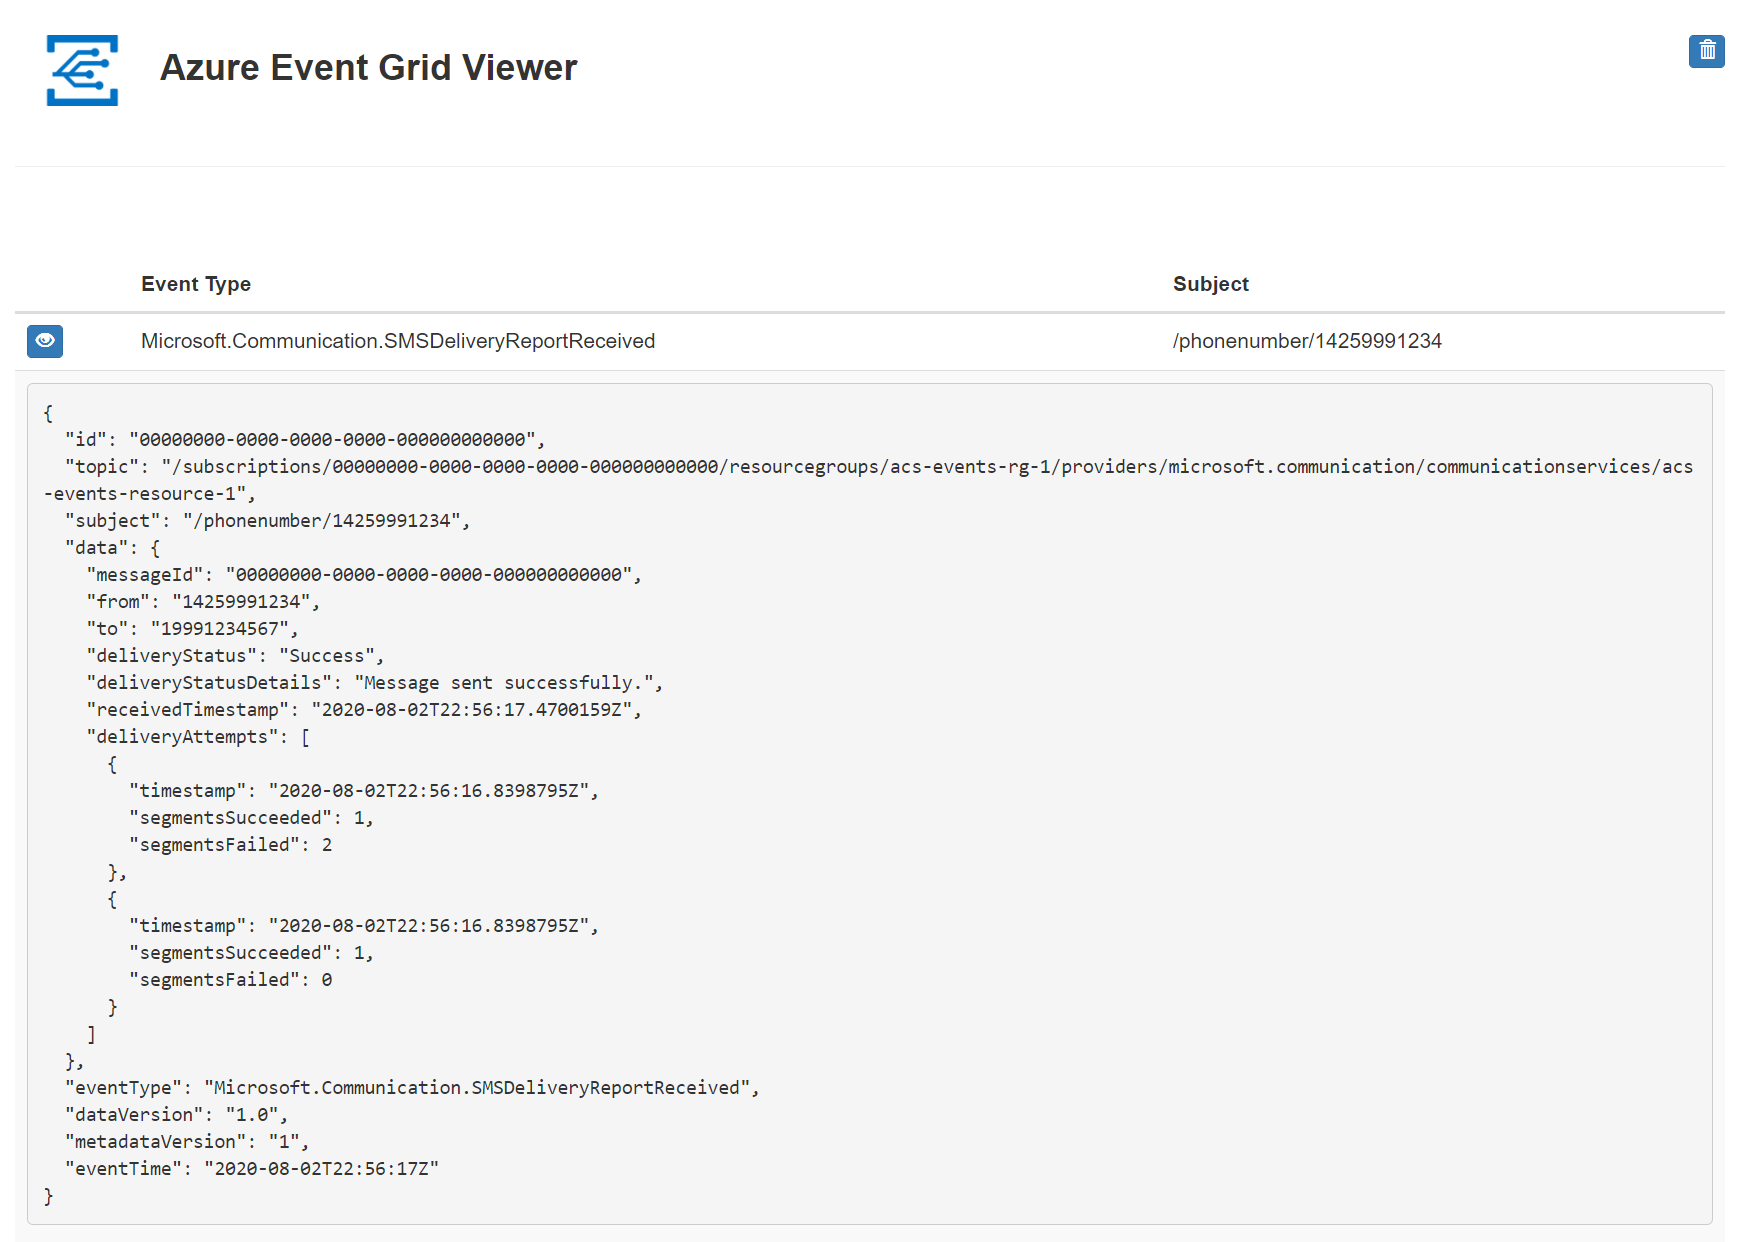 Azure Event Grid Viewer
Event Type Subject
Microsoft.Communication.SMSDeliveryReportReceived /phonenumber/14259991234
{
  "id": "00000000-0000-0000-0000-000000000000",
  "topic": "/subscriptions/00000000-0000-0000-0000-000000000000/resourcegroups/acs-events-rg-1/providers/microsoft.communication/communicationservices/acs
-events-resource-1",
  "subject": "/phonenumber/14259991234",
  "data": {
    "messageId": "00000000-0000-0000-0000-000000000000",
    "from": "14259991234",
    "to": "19991234567",
    "deliveryStatus": "Success",
    "deliveryStatusDetails": "Message sent successfully.",
    "receivedTimestamp": "2020-08-02T22:56:17.4700159Z",
    "deliveryAttempts": [
      {
        "timestamp": "2020-08-02T22:56:16.8398795Z",
        "segmentsSucceeded": 1,
        "segmentsFailed": 2
      },
      {
        "timestamp": "2020-08-02T22:56:16.8398795Z",
        "segmentsSucceeded": 1,
        "segmentsFailed": 0
      }
    ]
  },
  "eventType": "Microsoft.Communication.SMSDeliveryReportReceived",
  "dataVersion": "1.0",
  "metadataVersion": "1",
  "eventTime": "2020-08-02T22:56:17Z"
}